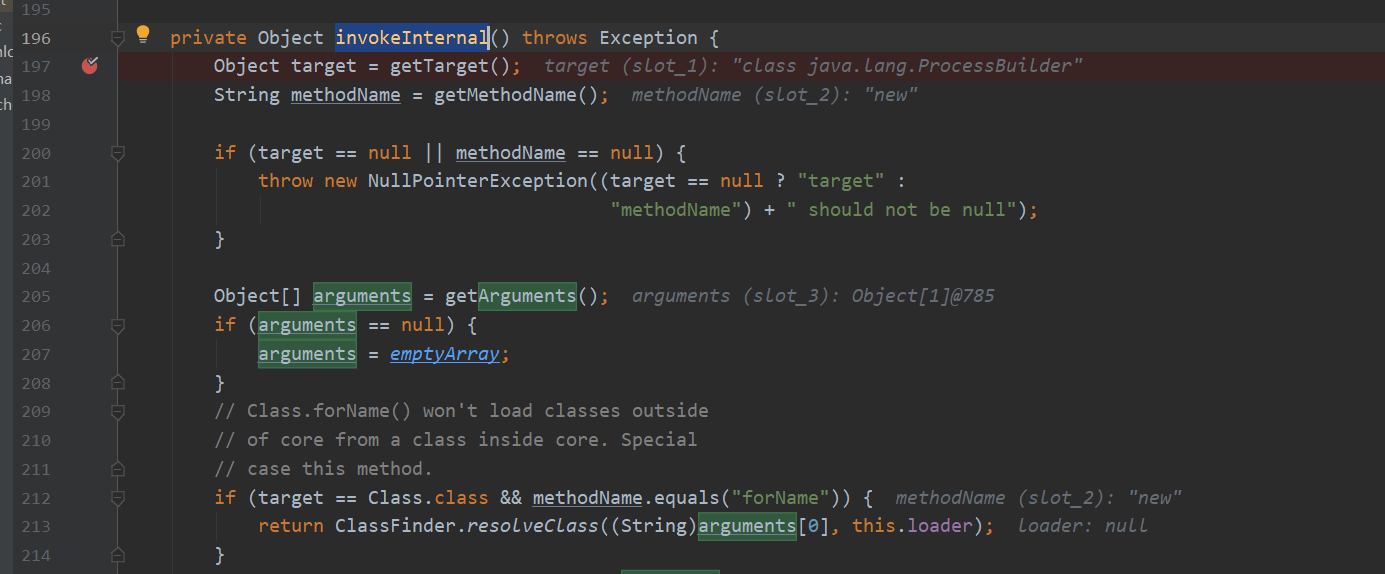 195
196 private Object invokeInternal() throws Exception {
197 Object target = getTarget(); target (slot_1): "class java.lang.ProcessBuilder"
198 String methodName = getMethodName(); methodName (slot_2): "new"
199
200 if (target == null || methodName == null) {
201 throw new NullPointerException((target == null ? "target" :
202 "methodName") + " should not be null");
203 }
204
205 Object[] arguments = getArguments(); arguments (slot_3): Object[1]@785
206 if (arguments == null) {
207 arguments = emptyArray;
208 }
209 // Class.forName() won't load classes outside
210 // of core from a class inside core. Special
211 // case this method.
212 if (target == Class.class && methodName.equals("forName")) { methodName (slot_2): "new"
213 return ClassFinder.resolveClass((String)arguments[0], this.loader); loader: null
214 }